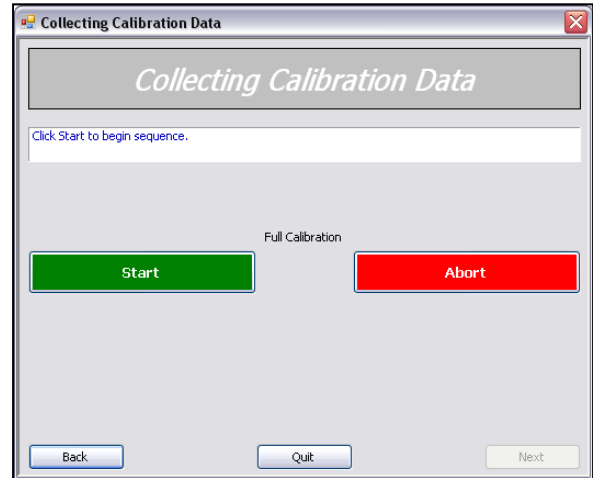 Collecting Calibration Data
Collecting Calibration Data
Click Start to begin sequence.
Full Calibration
Start Abort
Back Quit Next